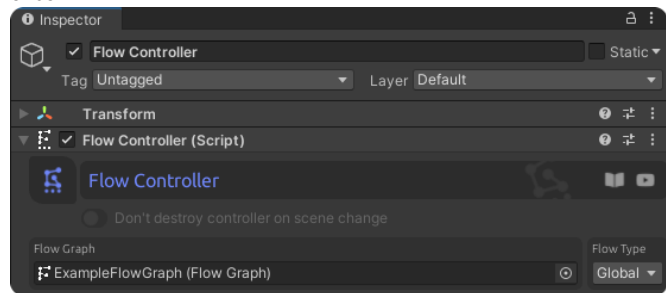 Inspector
Flow Controller
Static
Tag Untagged Layer Default
Transform
Flow Controller (Script)
Flow Controller
Don't destroy controller on scene change
Flow Graph Flow Type
ExampleFlowGraph (Flow Graph) Global